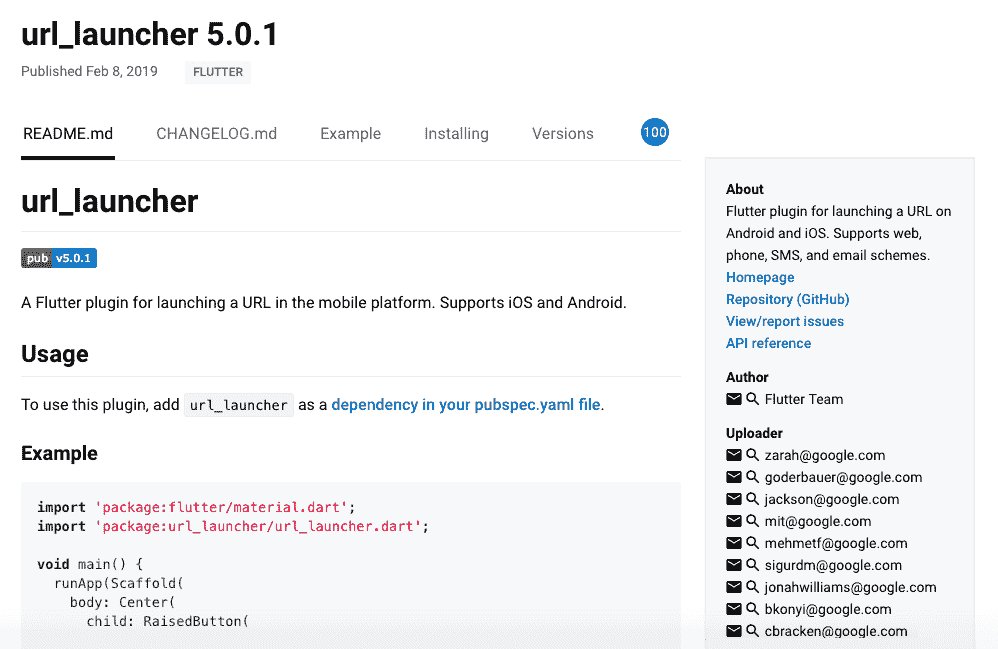 url_launcher 5.0.1
Published Feb 8, 2019 FLUTTER
README.md CHANGELOG.md Example Installing Versions 100
url_launcher
pub v5.0.1
A Flutter plugin for launching a URL in the mobile platform. Supports iOS and Android.
Usage
To use this plugin, add url_launcher as a dependency in your pubspec.yaml file.
Example
import 'package:flutter/material.dart';
import 'package:url_launcher/url_launcher.dart';
void main() {
runApp(Scaffold(
body: Center(
child: RaisedButton(
About
Flutter plugin for launching a URL on
Android and iOS. Supports web,
phone, SMS, and email schemes.
Homepage
Repository (GitHub)
View/report issues
API reference
Author
Flutter Team
Uploader
zarah@google.com
goderbauer@google.com
jackson@google.com
mit@google.com
mehmetf@google.com
sigurdm@google.com
jonahwilliams@google.com
bkonyi@google.com
cbracken@google.com